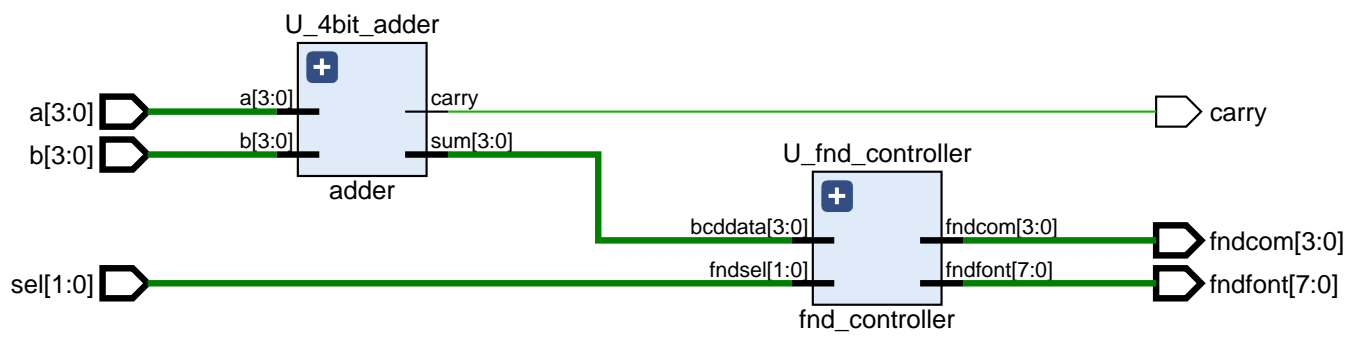 U_4bit_adder
a[3:0]
a[3:0]
carry
carry
b[3:0]
b[3:0]
sum[3:0]
adder
U_fnd_controller
bcddata[3:0]
fndcom[3:0]
fndcom[3:0]
sel[1:0]
fndsel[1:0]
fndfont[7:0]
fndfont[7:0]
fnd_controller